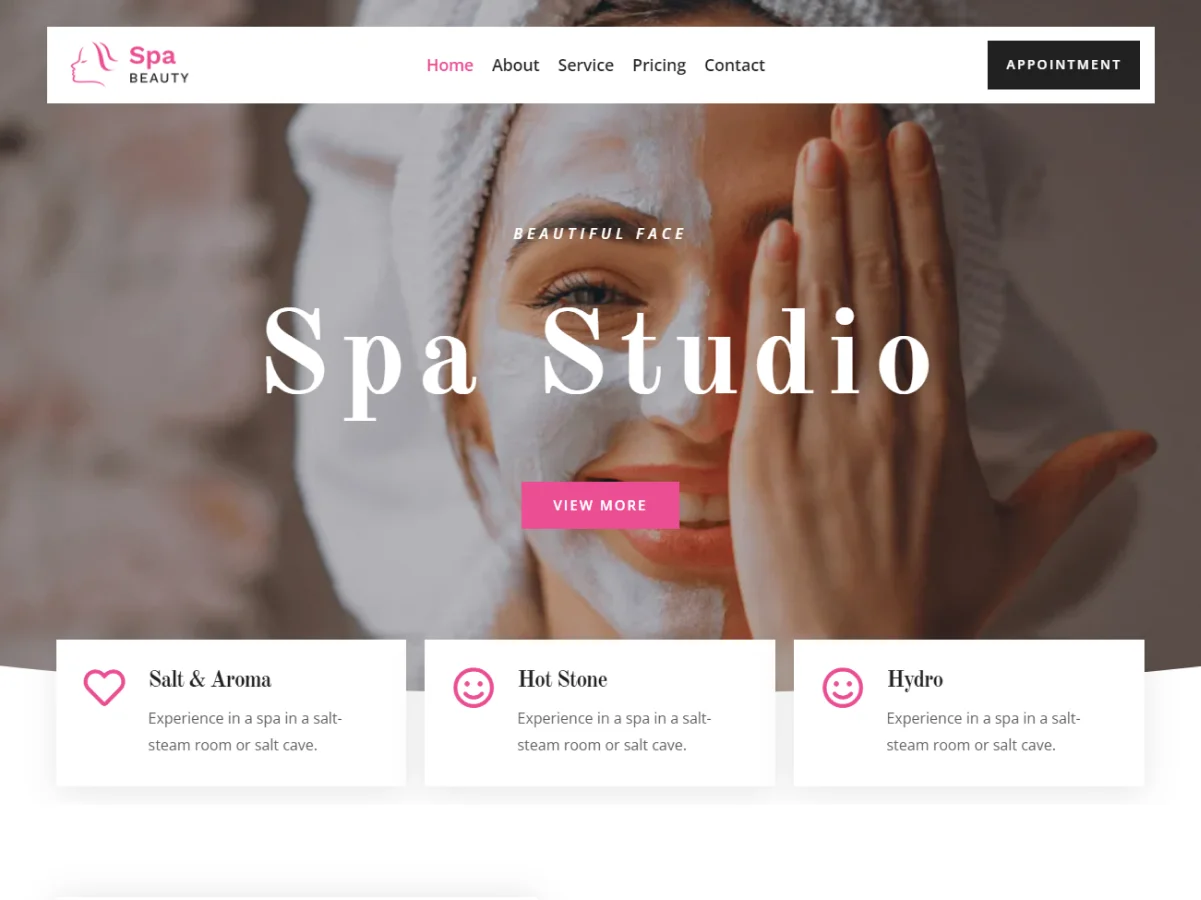 Spa
BEAUTY
Home About Service Pricing Contact
APPOINTMENT
BEAUTIFUL FACE
Spa Studio
VIEW MORE
Salt & Aroma
Experience in a spa in a salt-
steam room or salt cave.
Hot Stone
Experience in a spa in a salt-
steam room or salt cave.
Hydro
Experience in a spa in a salt-
steam room or salt cave.